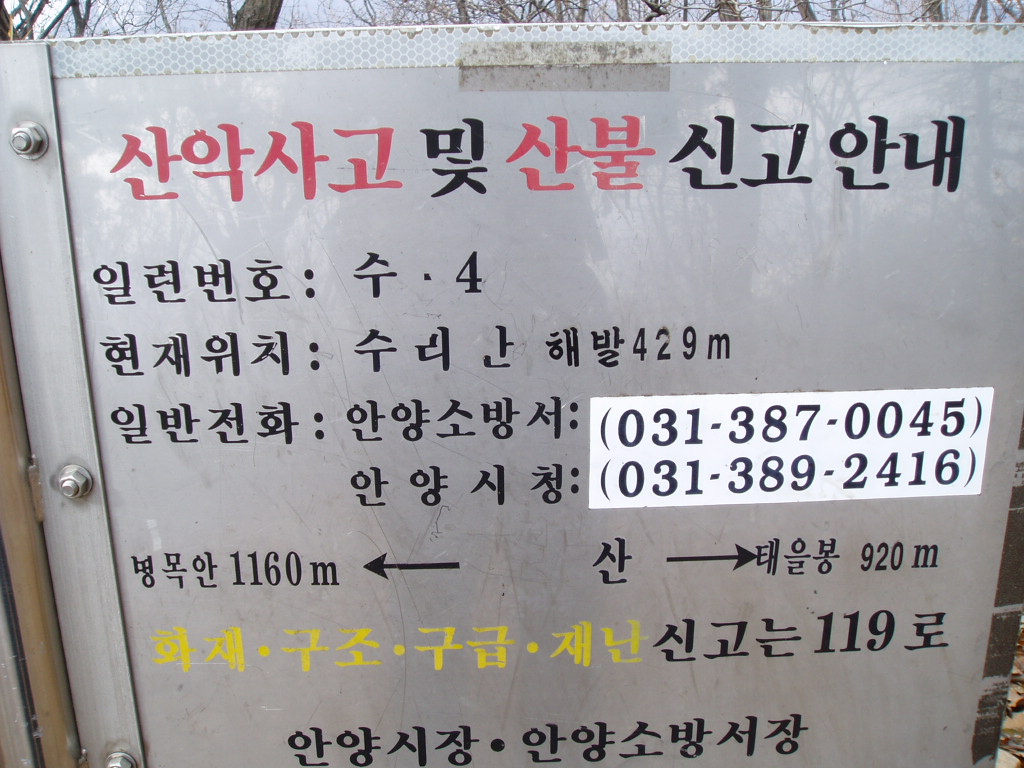 산악사고 및 산불 신고안내
일련번호: 수 · 4
현재위치: 수리산 해발429m
일반전화: 안양소방서: (031-387-0045)
안양시청: (031-389-2416)
병목안 1160m ← 산 → 태을봉 920m
화재·구조·구급·재난 신고는 119로
안양시장·안양소방서장